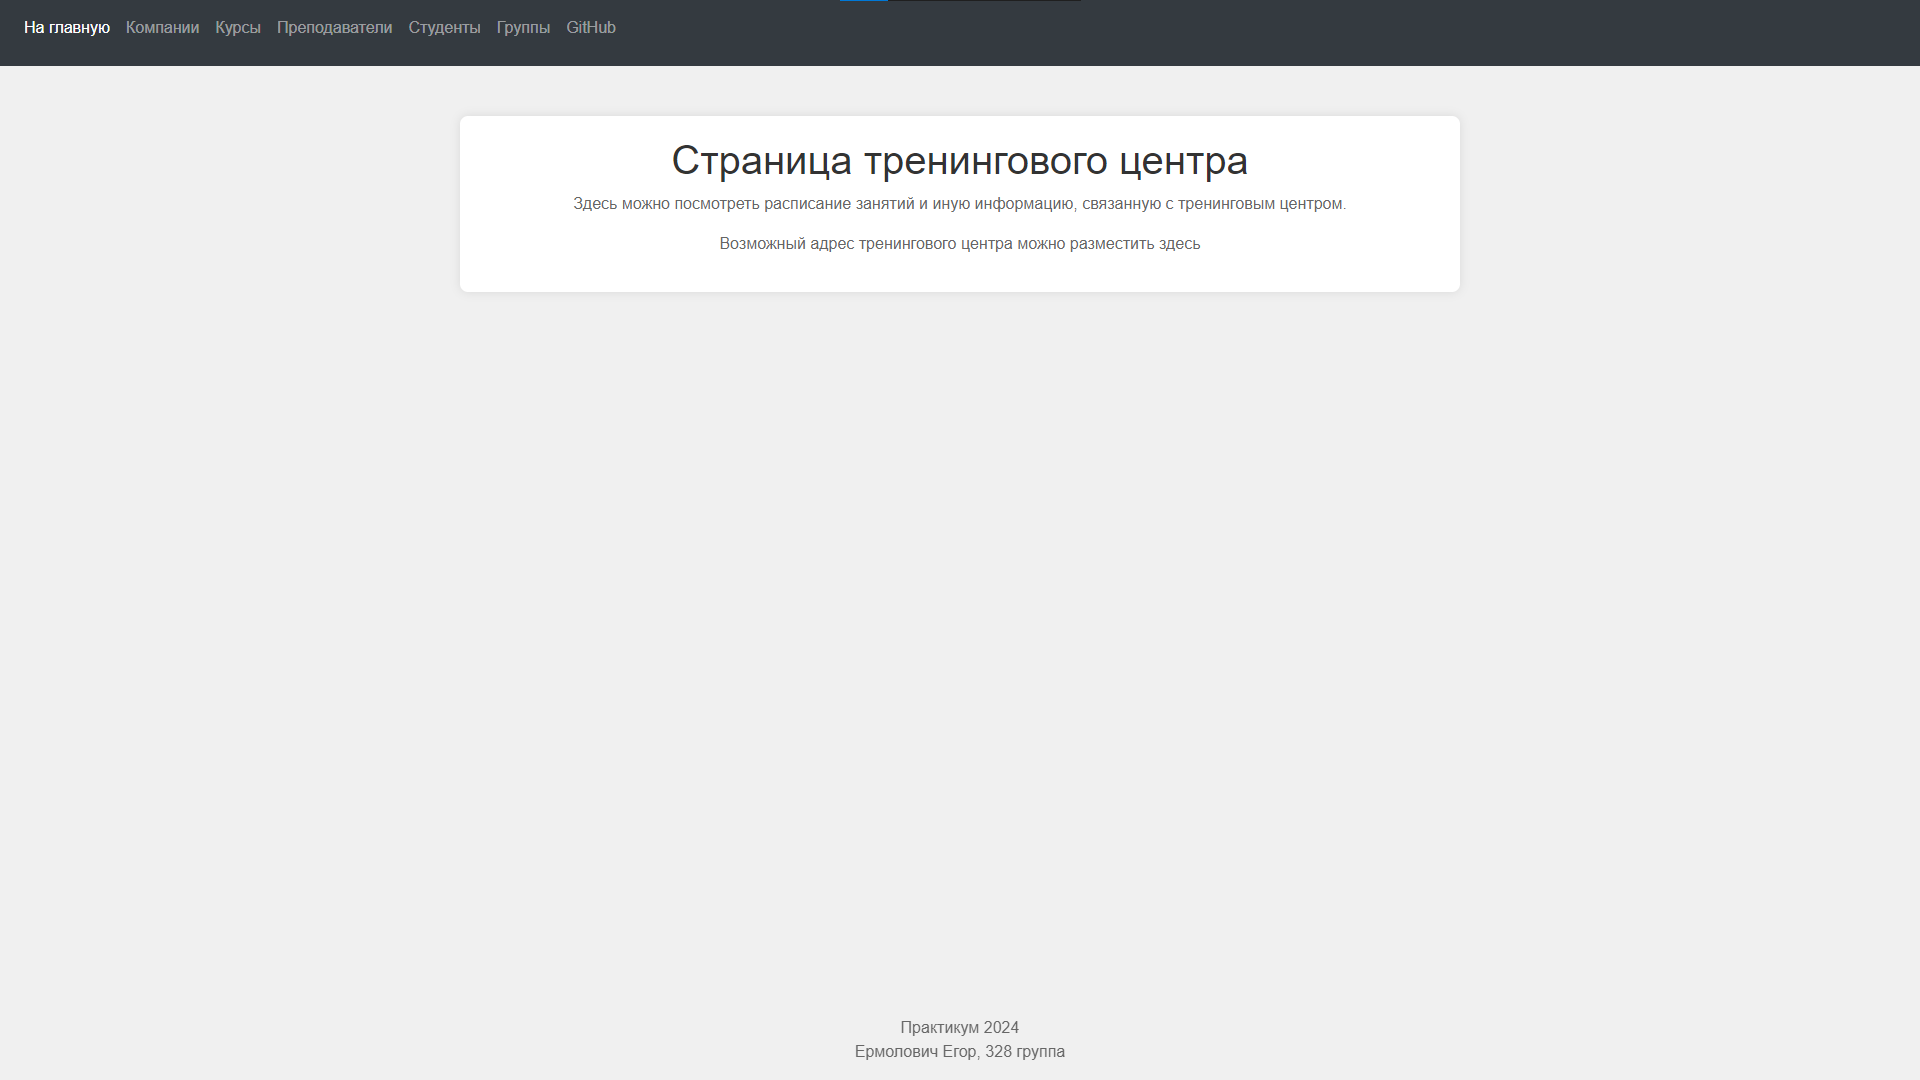 На главную Компании Курсы Преподаватели Студенты Группы GitHub
Страница тренингового центра
Здесь можно посмотреть расписание занятий и иную информацию, связанную с тренинговым центром.
Возможный адрес тренингового центра можно разместить здесь
Практикум 2024
Ермолович Егор, 328 группа